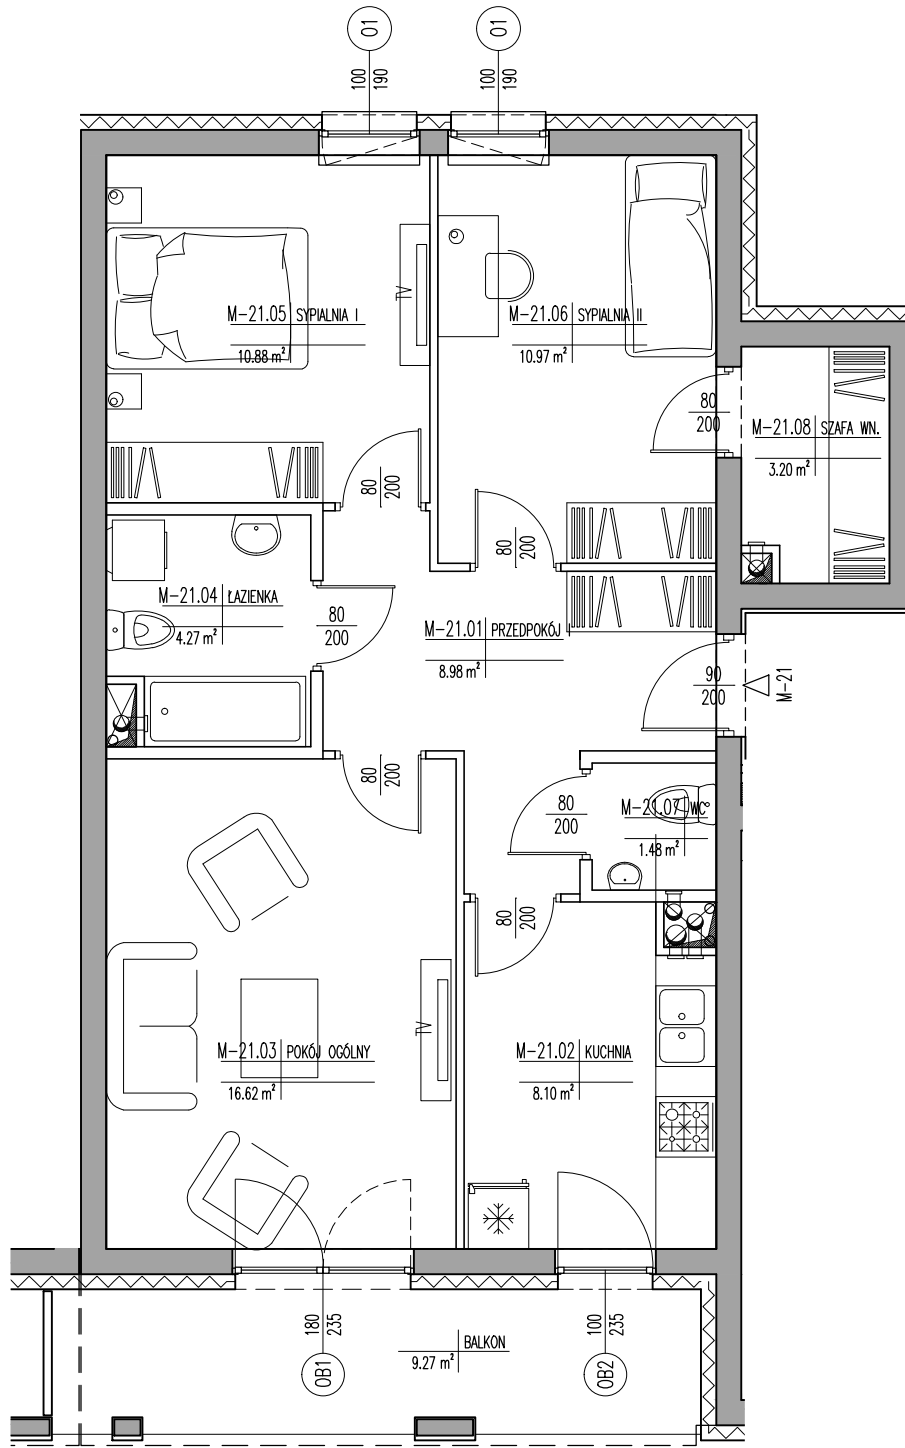 01
01
100
190
100
190
TV
M-21.05 SYPIALNIA I
10.88 m²
M-21.06 SYPIALNIA II
10.97 m²
80
200
M-21.08 SZAFA WN.
3.20 m²
80
200
80
200
M-21.04 ŁAZIENKA
4.27 m²
80
200
M-21.01 PRZEDPOKÓJ I
8.98 m²
90
200
M-21
80
200
80
200
M-21.07 WC
1.48 m²
80
200
TV
M-21.03 POKÓJ OGÓLNY
16.62 m²
M-21.02 KUCHNIA
8.10 m²
180
235
100
235
BALKON
9.27 m²
OB1
OB2